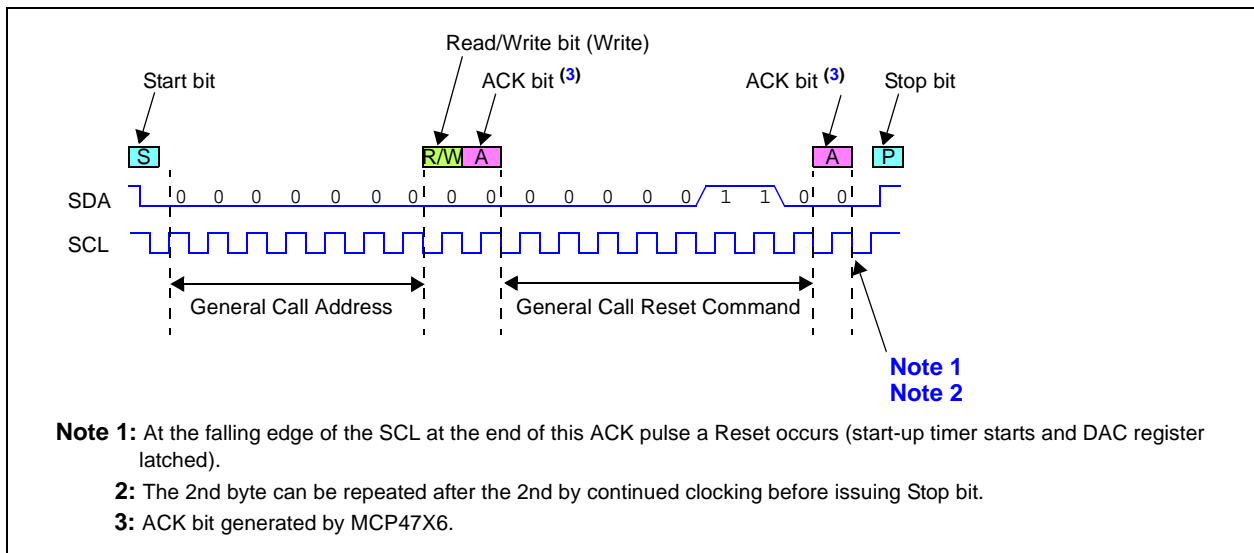 Read/Write bit (Write)
Start bit
ACK bit (3)
ACK bit (3)
Stop bit
S
R/W
A
A
P
SDA
0 0 0 0 0 0 0 0 0 0 0 0 0 1 1 0 0
SCL
General Call Address
General Call Reset Command
Note 1
Note 2
Note 1: At the falling edge of the SCL at the end of this ACK pulse a Reset occurs (start-up timer starts and DAC register
latched).
2: The 2nd byte can be repeated after the 2nd by continued clocking before issuing Stop bit.
3: ACK bit generated by MCP47X6.